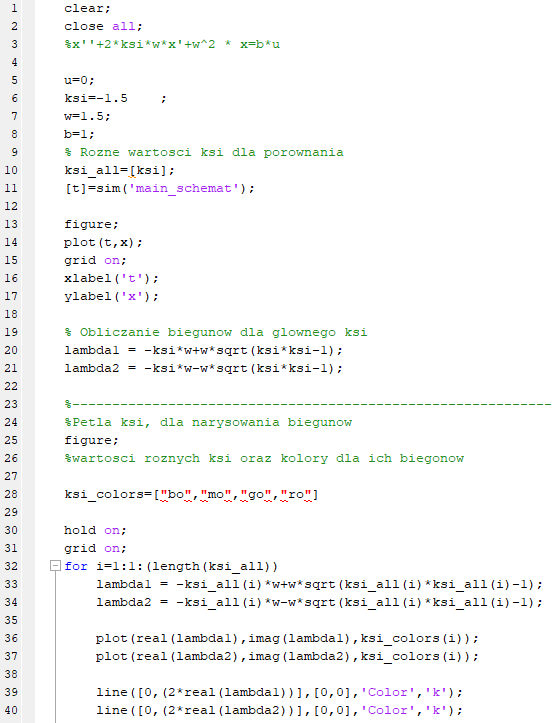 1 clear;
2 close all;
3 %x''+2*ksi*w*x'+w^2 * x=b*u
4
5 u=0;
6 ksi=-1.5    ;
7 w=1.5;
8 b=1;
9 % Rozne wartosci ksi dla porownania
10 ksi_all=[ksi];
11 [t]=sim('main_schemat');
12
13 figure;
14 plot(t,x);
15 grid on;
16 xlabel('t');
17 ylabel('x');
18
19 % Obliczanie biegunow dla glownego ksi
20 lambda1 = -ksi*w+w*sqrt(ksi*ksi-1);
21 lambda2 = -ksi*w-w*sqrt(ksi*ksi-1);
22
23 %------------------------------------------------------------
24 %Petla ksi, dla narysowania biegunow
25 figure;
26 %wartosci roznych ksi oraz kolory dla ich biegonow
27
28 ksi_colors=["bo","mo","go","ro"]
29
30 hold on;
31 grid on;
32 for i=1:1:(length(ksi_all))
33     lambda1 = -ksi_all(i)*w+w*sqrt(ksi_all(i)*ksi_all(i)-1);
34     lambda2 = -ksi_all(i)*w-w*sqrt(ksi_all(i)*ksi_all(i)-1);
35
36     plot(real(lambda1),imag(lambda1),ksi_colors(i));
37     plot(real(lambda2),imag(lambda2),ksi_colors(i));
38
39     line([0,(2*real(lambda1))],[0,0],'Color','k');
40     line([0,(2*real(lambda2))],[0,0],'Color','k');